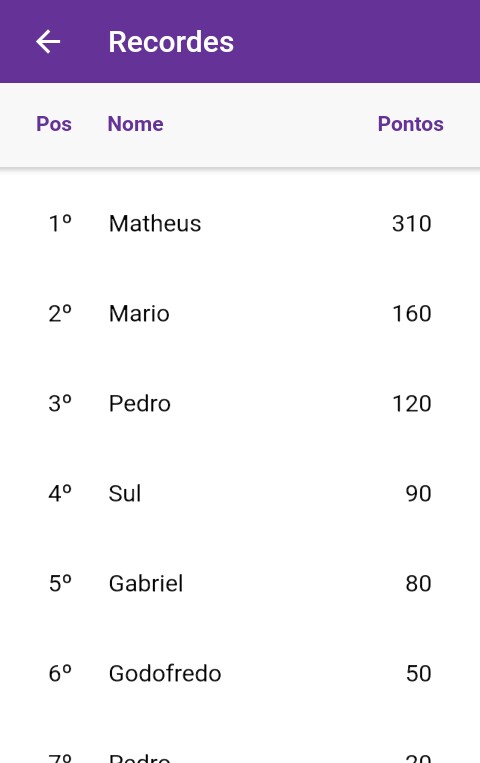 Recordes
Pos Nome Pontos
1º Matheus 310
2º Mario 160
3º Pedro 120
4º Sul 90
5º Gabriel 80
6º Godofredo 50
7º Pedro 20